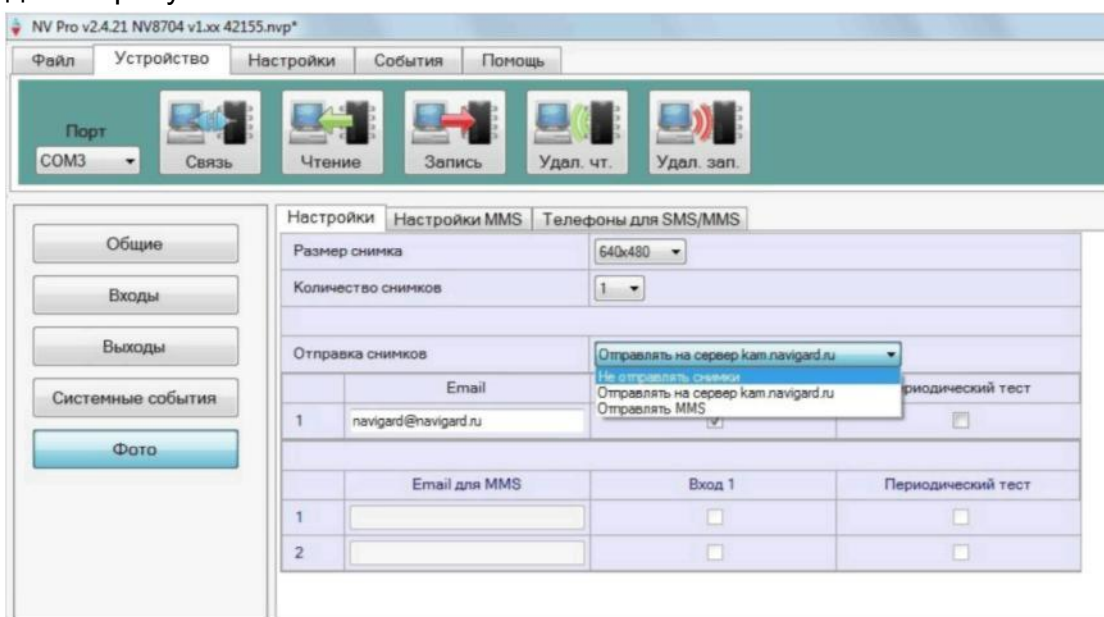 NV Pro v2.4.21 NV8704 v1.xx 42155.nvp*
Файл Устройство Настройки События Помощь
Порт
COM3 Связь Чтение Запись Удал. чт. Удал. зап.
Общие
Входы
Выходы
Системные события
Фото
Настройки Настройки MMS Телефоны для SMS/MMS
Размер снимка 640x480
Количество снимков 1
Отправка снимков Отправлять на сервер kam.navigard.ru
Не отправлять снимки
Отправлять на сервер kam.navigard.ru
Отправлять MMS
Email риодический тест
1 navigard@navigard.ru
Email для MMS Вход 1 Периодический тест
1
2